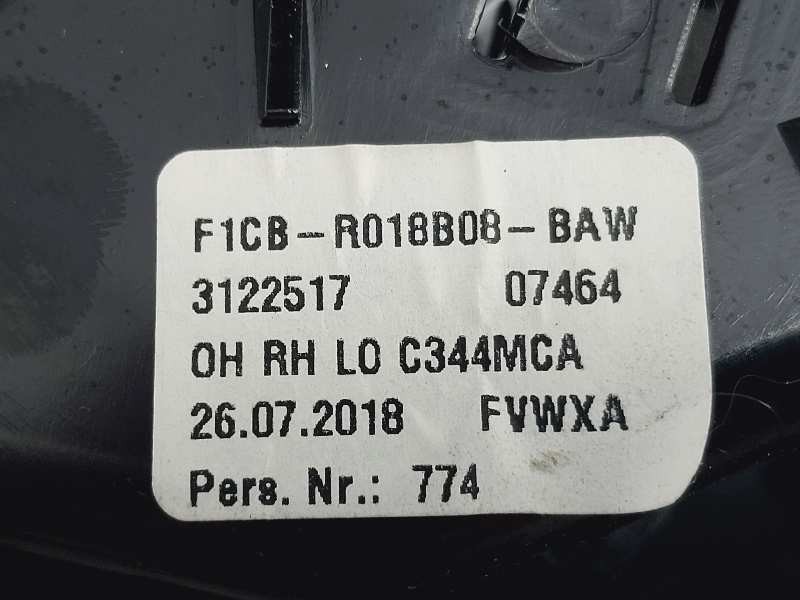 F1CB-R018B08-BAW
3122517 07464
OH RH LO C344MCA
26.07.2018 FVWXA
Pers. Nr.: 774